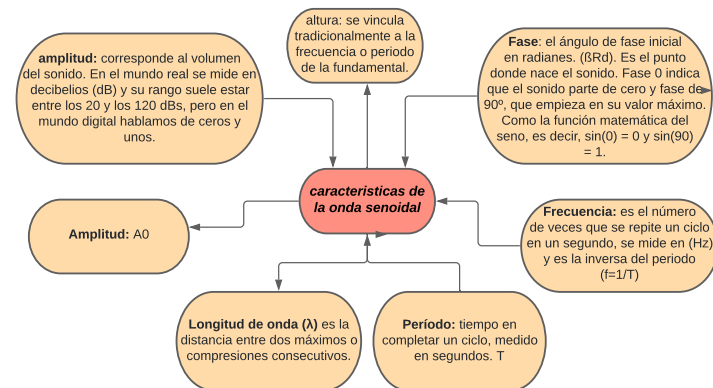 amplitud: corresponde al volumen
del sonido. En el mundo real se mide en
decibelios (dB) y su rango suele estar
entre los 20 y los 120 dBs, pero en el
mundo digital hablamos de ceros y
unos.
altura: se vincula
tradicionalmente a la
frecuencia o periodo
de la fundamental.
Fase: el ángulo de fase inicial
en radianes. (ßRd). Es el punto
donde nace el sonido. Fase 0 indica
que el sonido parte de cero y fase de
90º, que empieza en su valor máximo.
Como la función matemática del
seno, es decir, sin(0) = 0 y sin(90)
= 1.
caracteristicas de
la onda senoidal
Amplitud: A0
Frecuencia: es el número
de veces que se repite un ciclo
en un segundo, se mide en (Hz)
y es la inversa del periodo
(f=1/T)
Longitud de onda (λ) es la
distancia entre dos máximos o
compresiones consecutivos.
Período: tiempo en
completar un ciclo, medido
en segundos. T